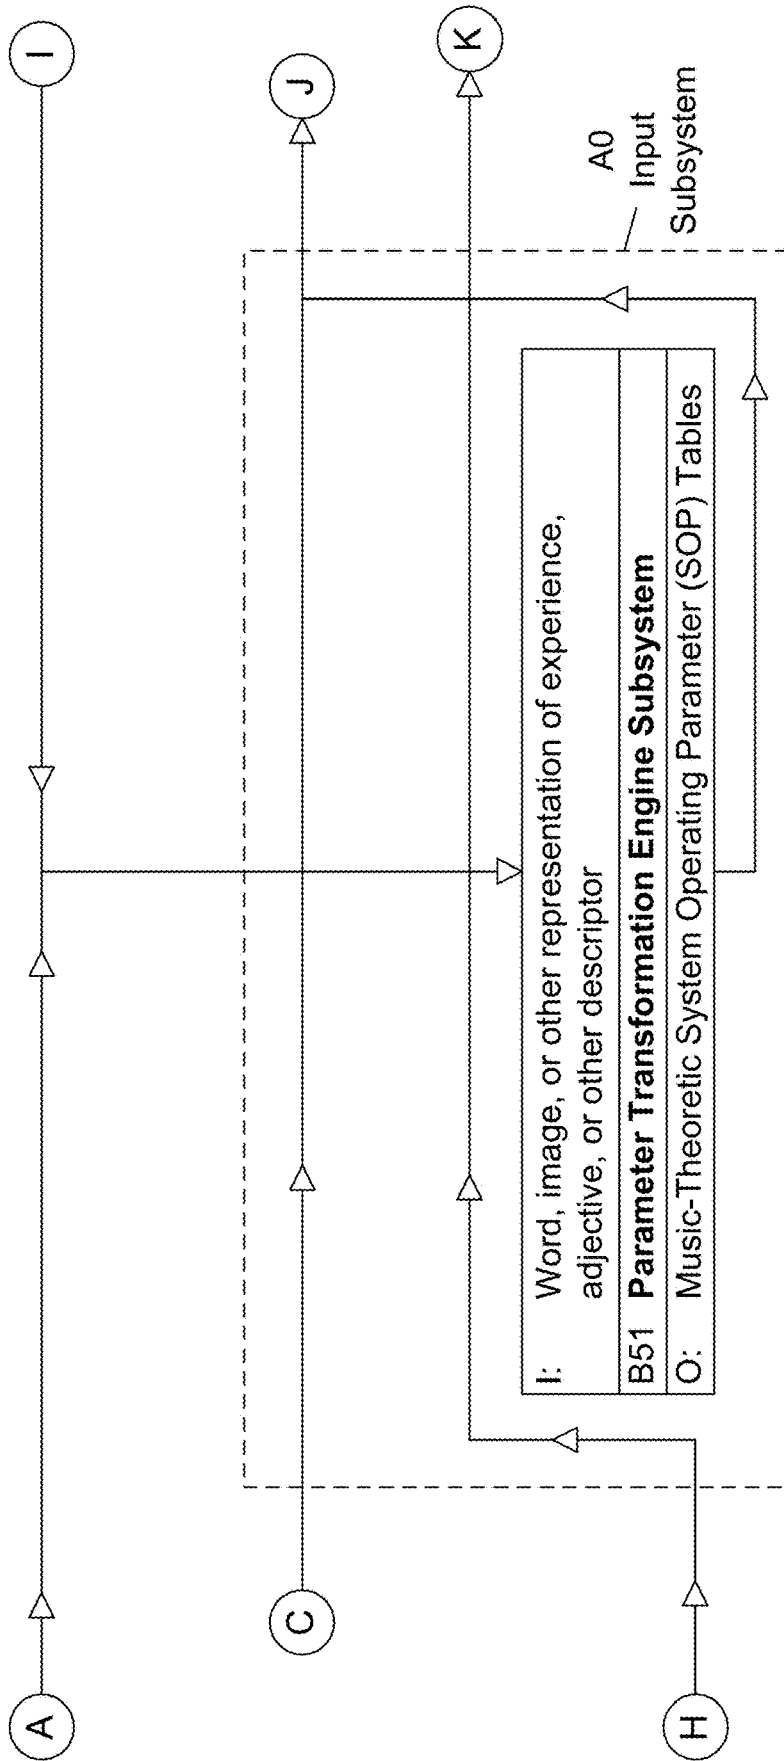 A
I
C
J
K
H
A0
Input
Subsystem
I: Word, image, or other representation of experience,
adjective, or other descriptor
B51 Parameter Transformation Engine Subsystem
O: Music-Theoretic System Operating Parameter (SOP) Tables